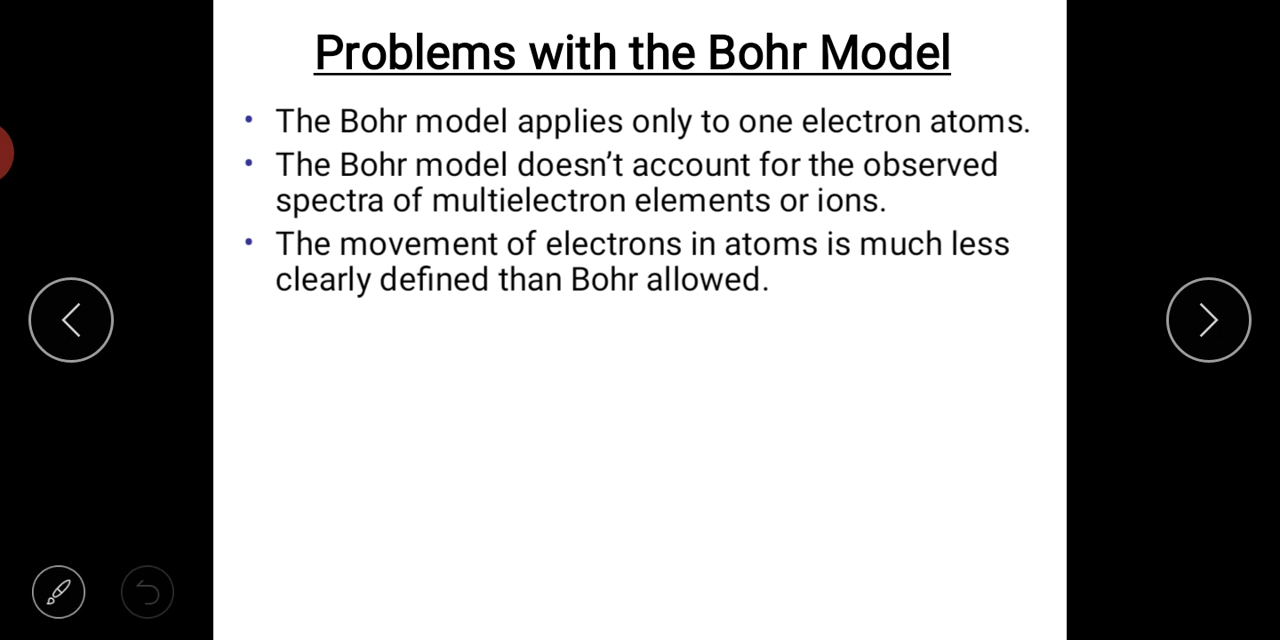 Problems with the Bohr Model
• The Bohr model applies only to one electron atoms.
• The Bohr model doesn’t account for the observed
spectra of multielectron elements or ions.
• The movement of electrons in atoms is much less
clearly defined than Bohr allowed.